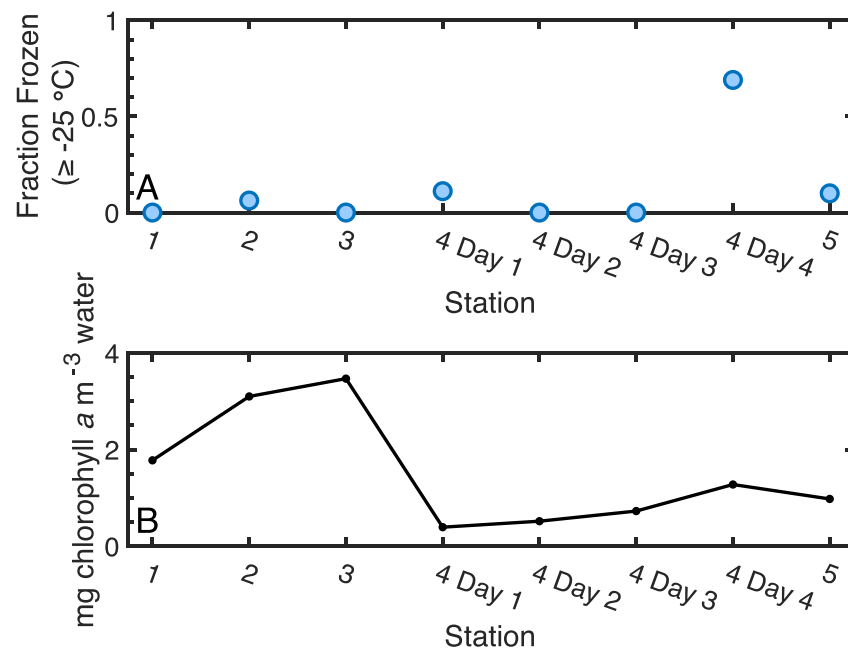 Fraction Frozen
(≥ -25 °C)
1
0.5
0
A
1 2 3 4 Day 1 4 Day 2 4 Day 3 4 Day 4 5
Station
mg chlorophyll a m⁻³ water
4
2
0
B
1 2 3 4 Day 1 4 Day 2 4 Day 3 4 Day 4 5
Station